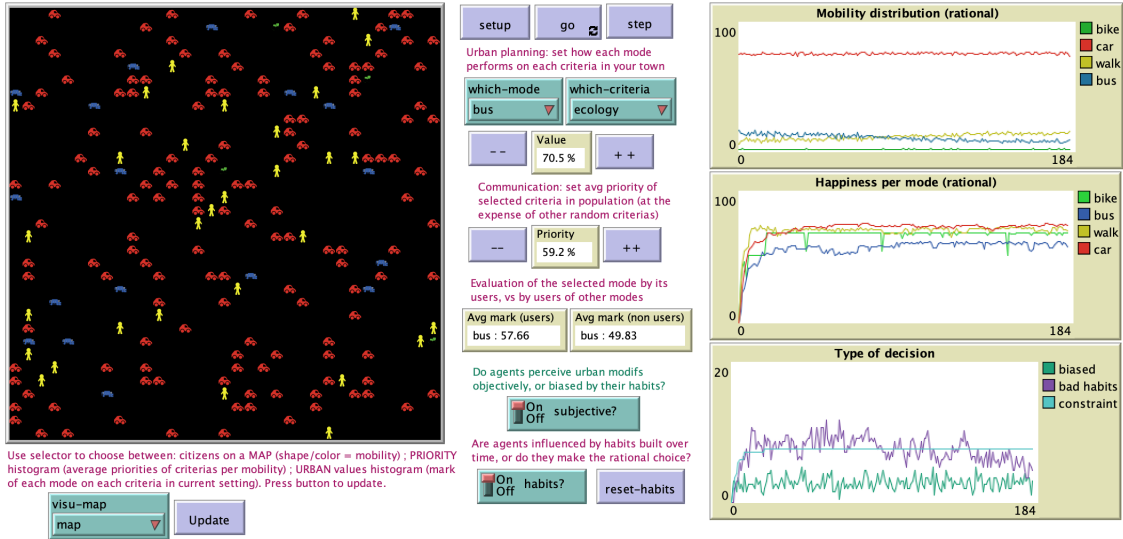 setup
go
step
Urban planning: set how each mode
performs on each criteria in your town
which-mode
bus
which-criteria
ecology
- -
Value
70.5 %
+ +
Communication: set avg priority of
selected criteria in population (at the
expense of other random criterias)
--
Priority
59.2 %
++
Evaluation of the selected mode by its
users, vs by users of other modes
Avg mark (users)
bus : 57.66
Avg mark (non users)
bus : 49.83
Do agents perceive urban modifs
objectively, or biased by their habits?
On
Off
subjective?
Are agents influenced by habits built over
time, or do they make the rational choice?
On
Off
habits?
reset-habits
Use selector to choose between: citizens on a MAP (shape/color = mobility) ; PRIORITY
histogram (average priorities of criterias per mobility) ; URBAN values histogram (mark
of each mode on each criteria in current setting). Press button to update.
visu-map
map
Update
Mobility distribution (rational)
100
0
0
184
bike
car
walk
bus
Happiness per mode (rational)
100
0
0
184
bike
bus
walk
car
Type of decision
20
0
0
184
biased
bad habits
constraint